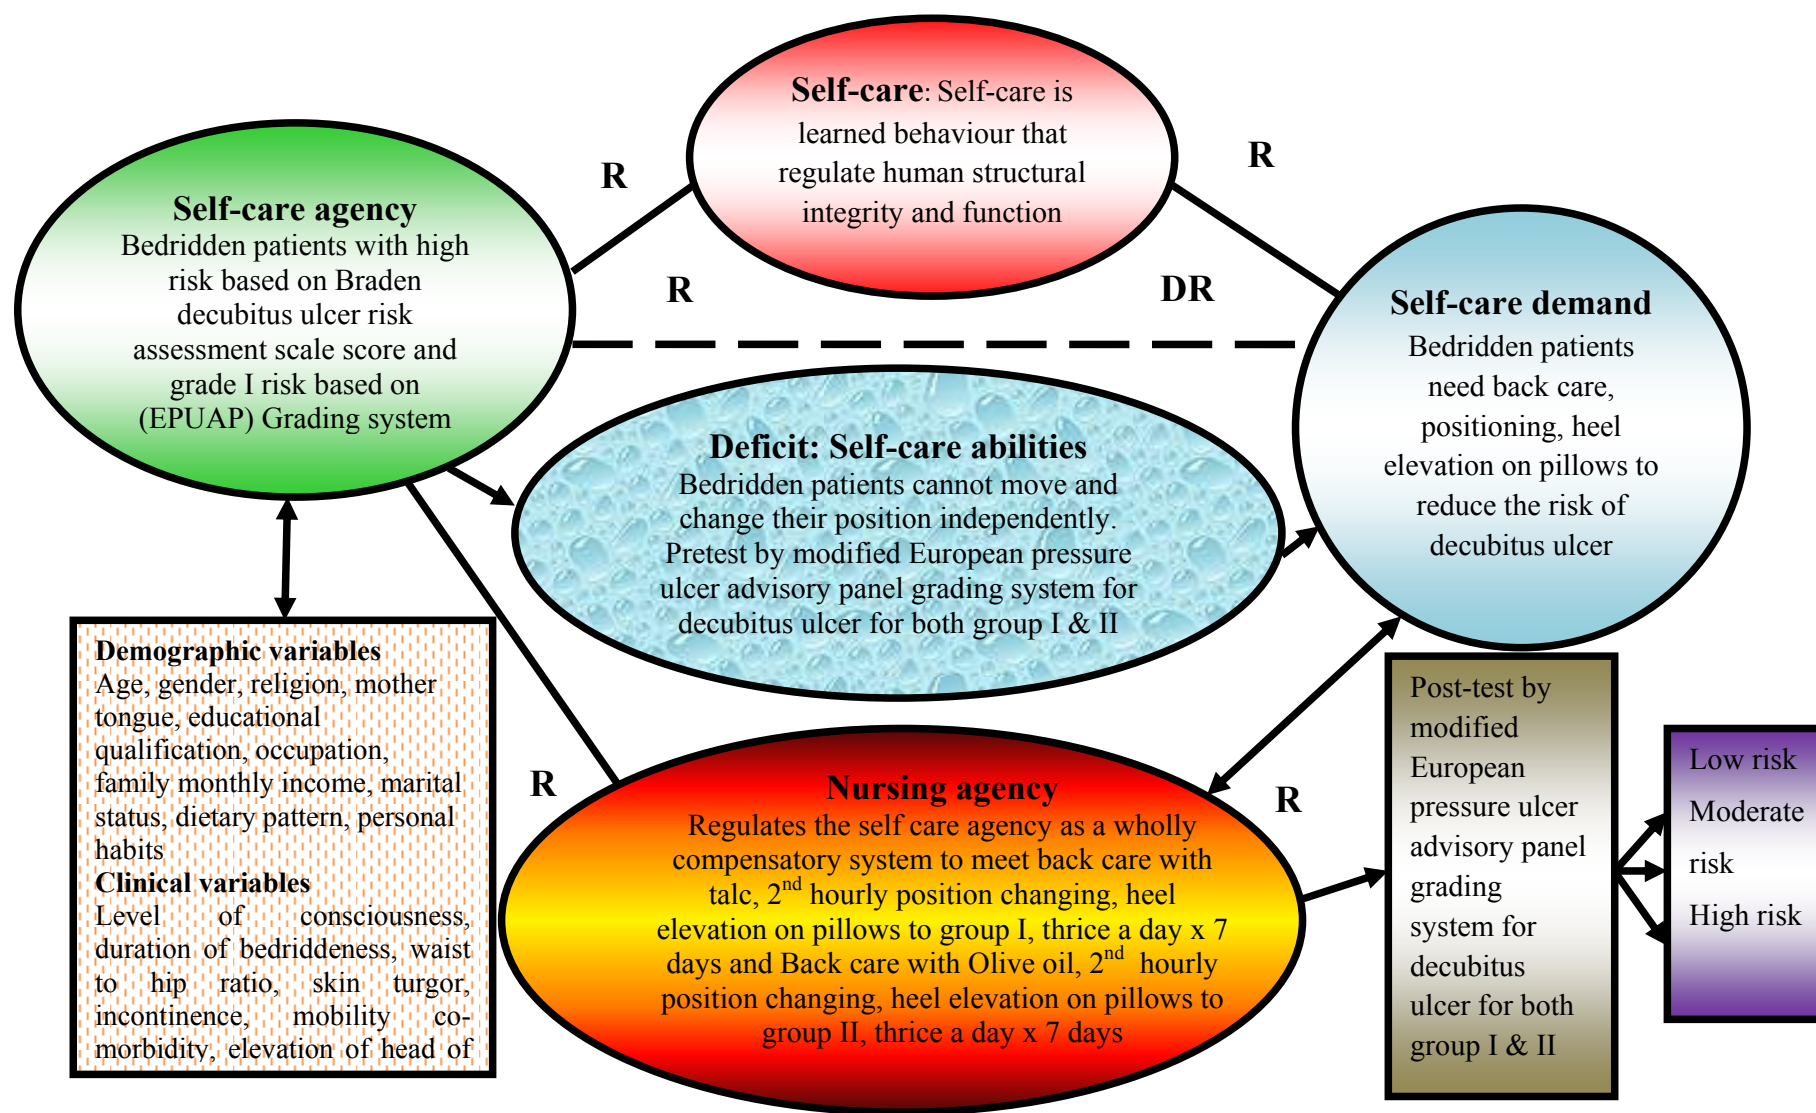 Self-care: Self-care is
learned behaviour that
regulate human structural
integrity and function
R
R
Self-care agency
Bedridden patients with high
risk based on Braden
decubitus ulcer risk
assessment scale score and
grade I risk based on
(EPUAP) Grading system
R
DR
Self-care demand
Bedridden patients
need back care,
positioning, heel
elevation on pillows to
reduce the risk of
decubitus ulcer
Deficit: Self-care abilities
Bedridden patients cannot move and
change their position independently.
Pretest by modified European pressure
ulcer advisory panel grading system for
decubitus ulcer for both group I & II
Demographic variables
Age, gender, religion, mother
tongue, educational
qualification, occupation,
family monthly income, marital
status, dietary pattern, personal
habits
Clinical variables
Level of consciousness,
duration of bedriddeness, waist
to hip ratio, skin turgor,
incontinence, mobility co-
morbidity, elevation of head of
R
Nursing agency
Regulates the self care agency as a wholly
compensatory system to meet back care with
talc, 2nd hourly position changing, heel
elevation on pillows to group I, thrice a day x 7
days and Back care with Olive oil, 2nd hourly
position changing, heel elevation on pillows to
group II, thrice a day x 7 days
R
Post-test by
modified
European
pressure ulcer
advisory panel
grading
system for
decubitus
ulcer for both
group I & II
Low risk
Moderate
risk
High risk